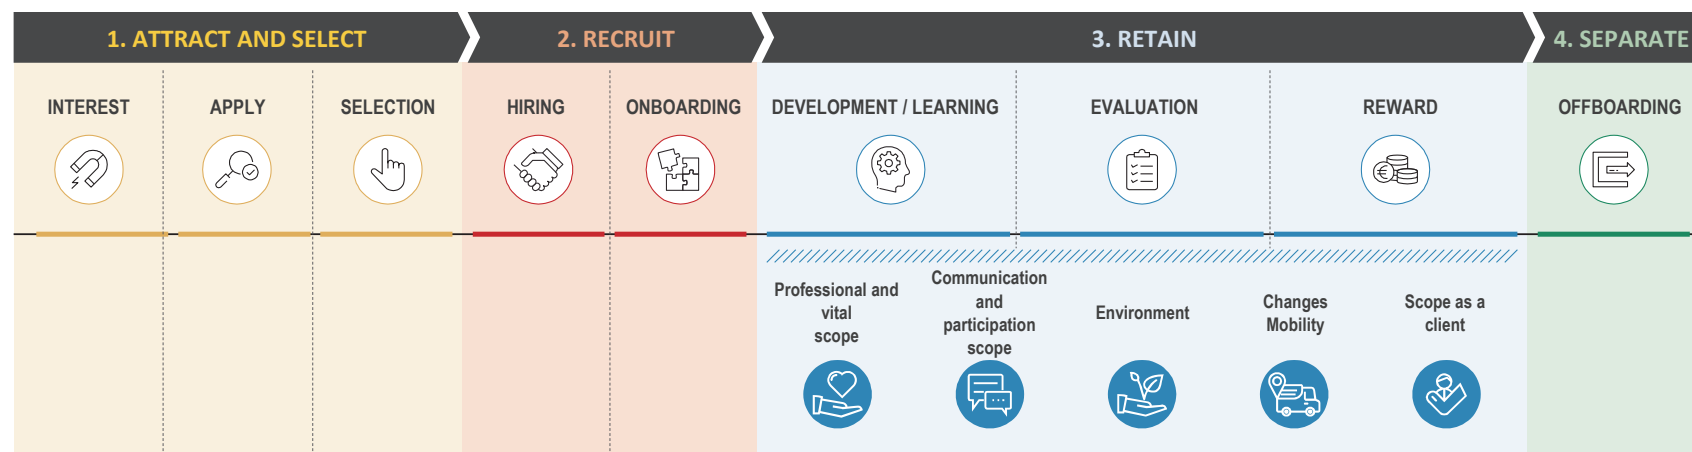 1. ATTRACT AND SELECT
2. RECRUIT
3. RETAIN
4. SEPARATE
INTEREST
APPLY
SELECTION
HIRING
ONBOARDING
DEVELOPMENT / LEARNING
EVALUATION
REWARD
OFFBOARDING
Professional and
vital
scope
Communication
and
participation
scope
Environment
Changes
Mobility
Scope as a
client